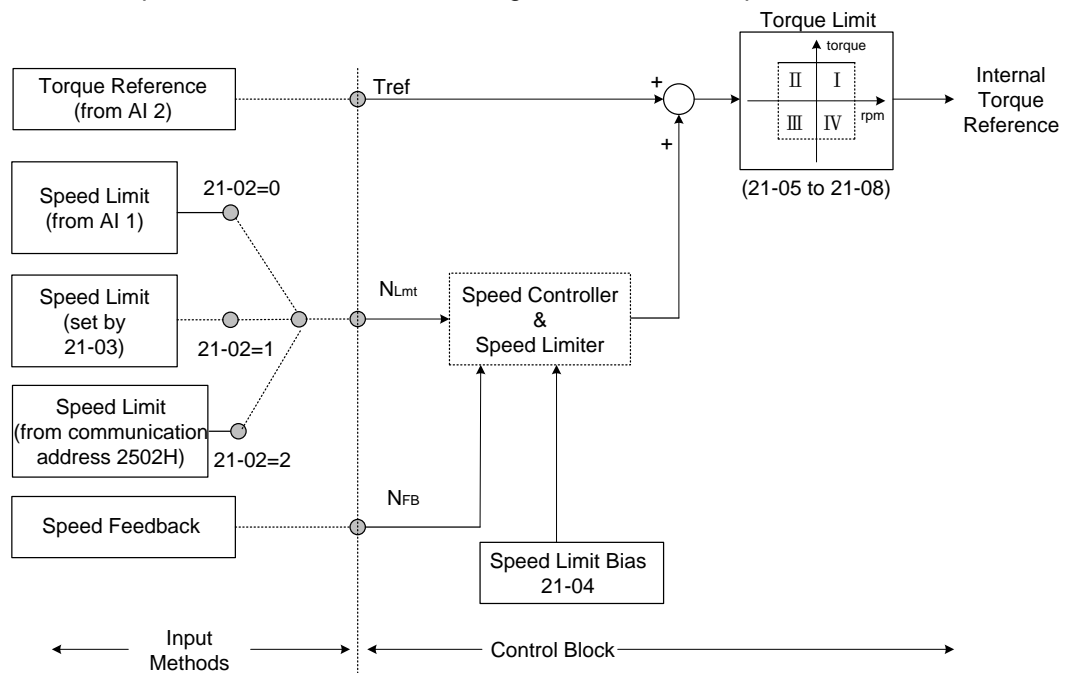 Torque Limit
torque
Ⅱ Ⅰ
rpm
Ⅲ Ⅳ
(21-05 to 21-08)
Internal
Torque
Reference
Torque Reference
(from AI 2)
Tref
+
+
Speed Limit
(from AI 1)
21-02=0
Speed Limit
(set by
21-03)
21-02=1
NLmt
Speed Controller
&
Speed Limiter
Speed Limit
(from communication
address 2502H)
21-02=2
Speed Feedback
NFB
Speed Limit Bias
21-04
Input
Methods
Control Block